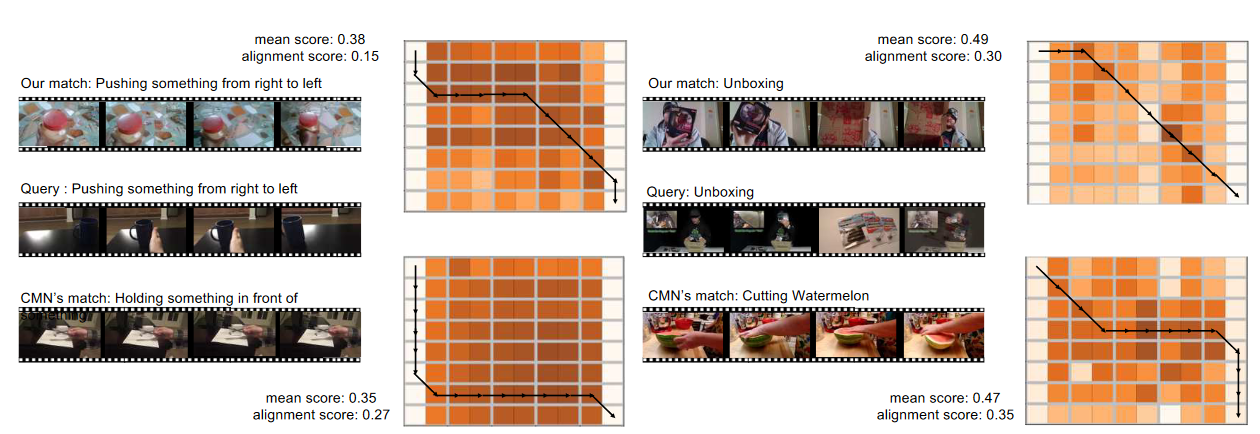 mean score: 0.38
alignment score: 0.15
Our match: Pushing something from right to left
Query : Pushing something from right to left
CMN's match: Holding something in front of
something
mean score: 0.35
alignment score: 0.27
mean score: 0.49
alignment score: 0.30
Our match: Unboxing
Query: Unboxing
CMN's match: Cutting Watermelon
mean score: 0.47
alignment score: 0.35